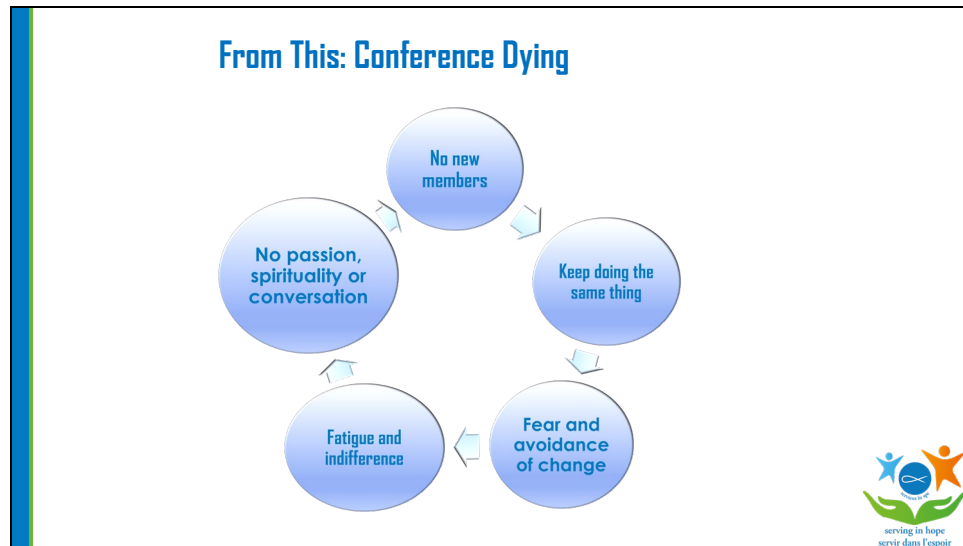 From This: Conference Dying
No new
members
Keep doing the
same thing
Fear and
avoidance
of change
Fatigue and
indifference
No passion,
spirituality or
conversation
serving in hope
servir dans l'espoir